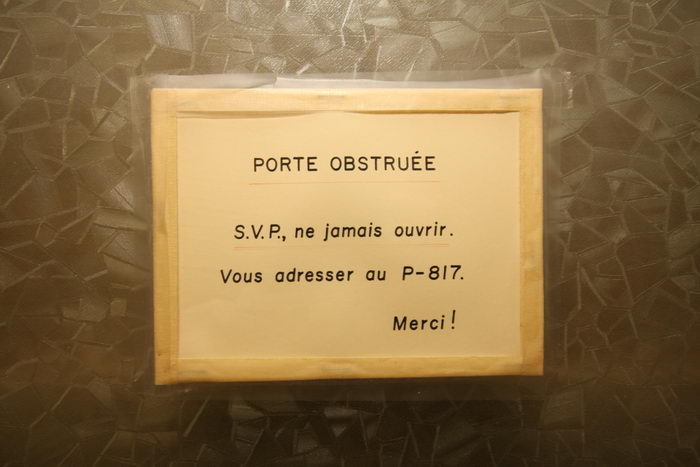 PORTE OBSTRUÉE
S.V.P., ne jamais ouvrir.
Vous adresser au P-817.
Merci!